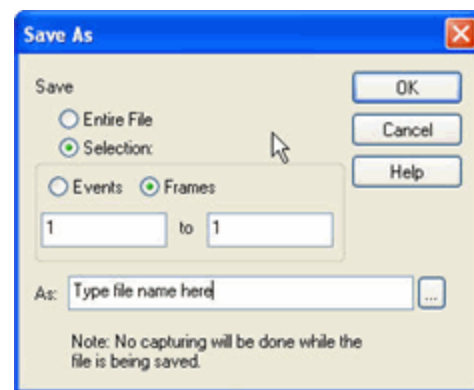 Save As
Save
OK
Entire File
Cancel
Selection:
Help
Events Frames
1 to 1
As: Type file name here ...
Note: No capturing will be done while the
file is being saved.